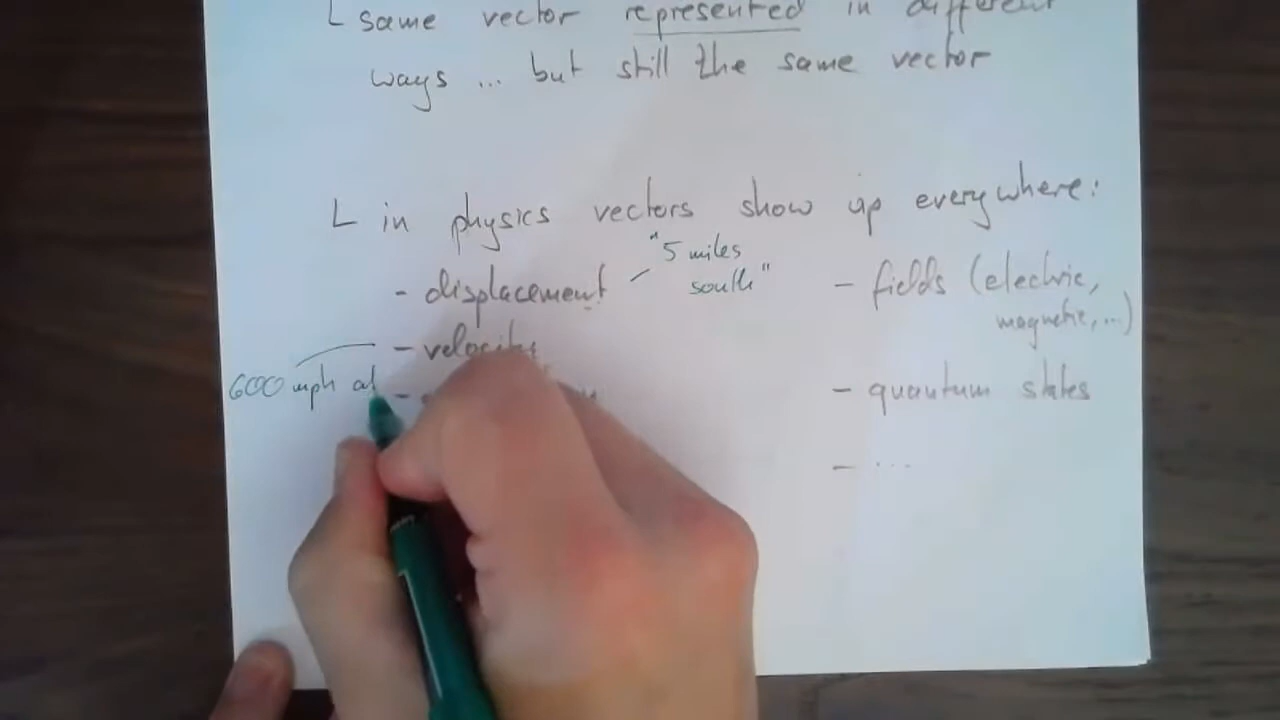 same vector represented in different
ways ... but still the same vector
in physics vectors show up everywhere:
- displacement
"5 miles
south"
- velocity
600 mph
- fields (electric,
magnetic, ...)
- quantum states
- ...